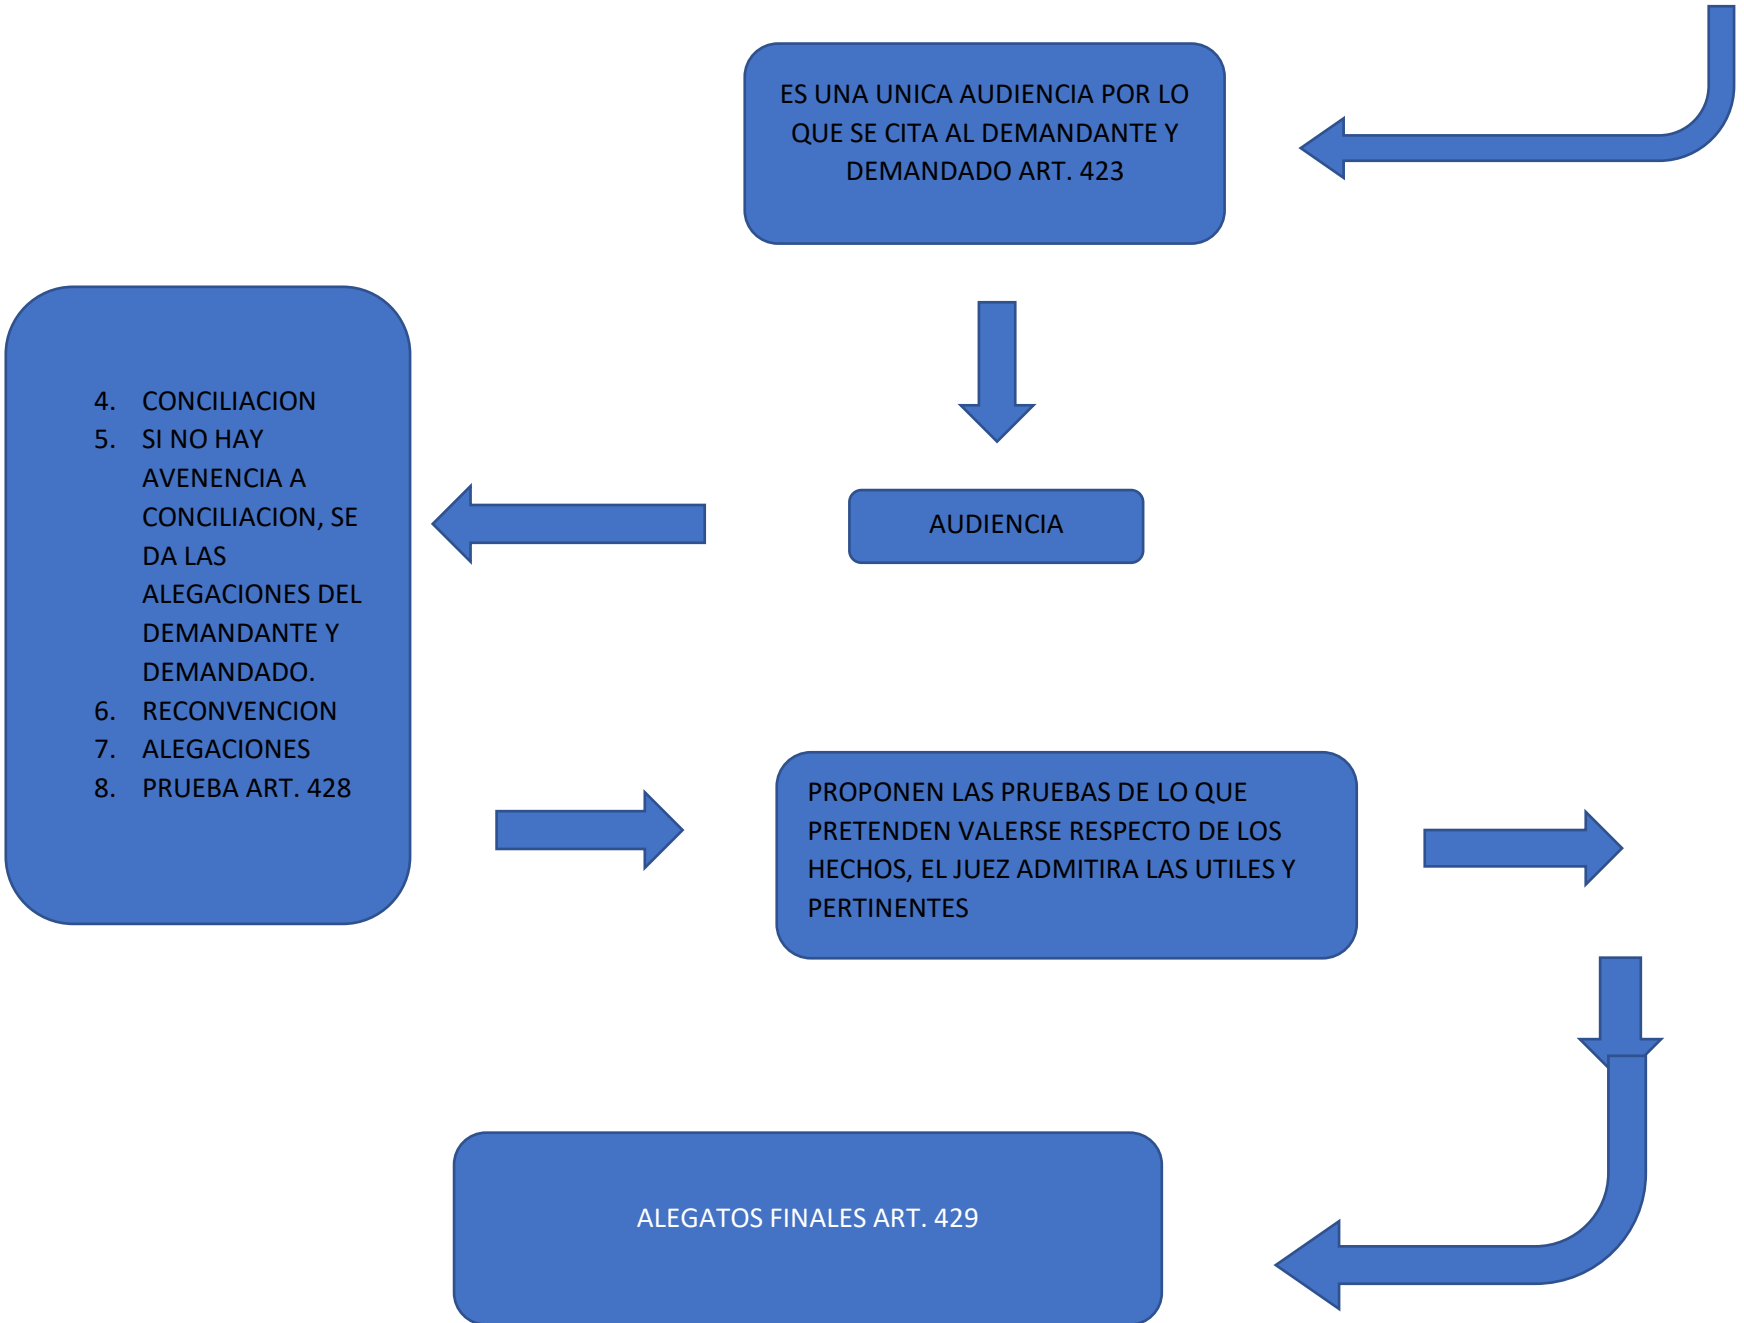 ES UNA UNICA AUDIENCIA POR LO
QUE SE CITA AL DEMANDANTE Y
DEMANDADO ART. 423
AUDIENCIA
4. CONCILIACION
5. SI NO HAY
AVENENCIA A
CONCILIACION, SE
DA LAS
ALEGACIONES DEL
DEMANDANTE Y
DEMANDADO.
6. RECONVENCION
7. ALEGACIONES
8. PRUEBA ART. 428
PROPONEN LAS PRUEBAS DE LO QUE
PRETENDEN VALERSE RESPECTO DE LOS
HECHOS, EL JUEZ ADMITIRA LAS UTILES Y
PERTINENTES
ALEGATOS FINALES ART. 429